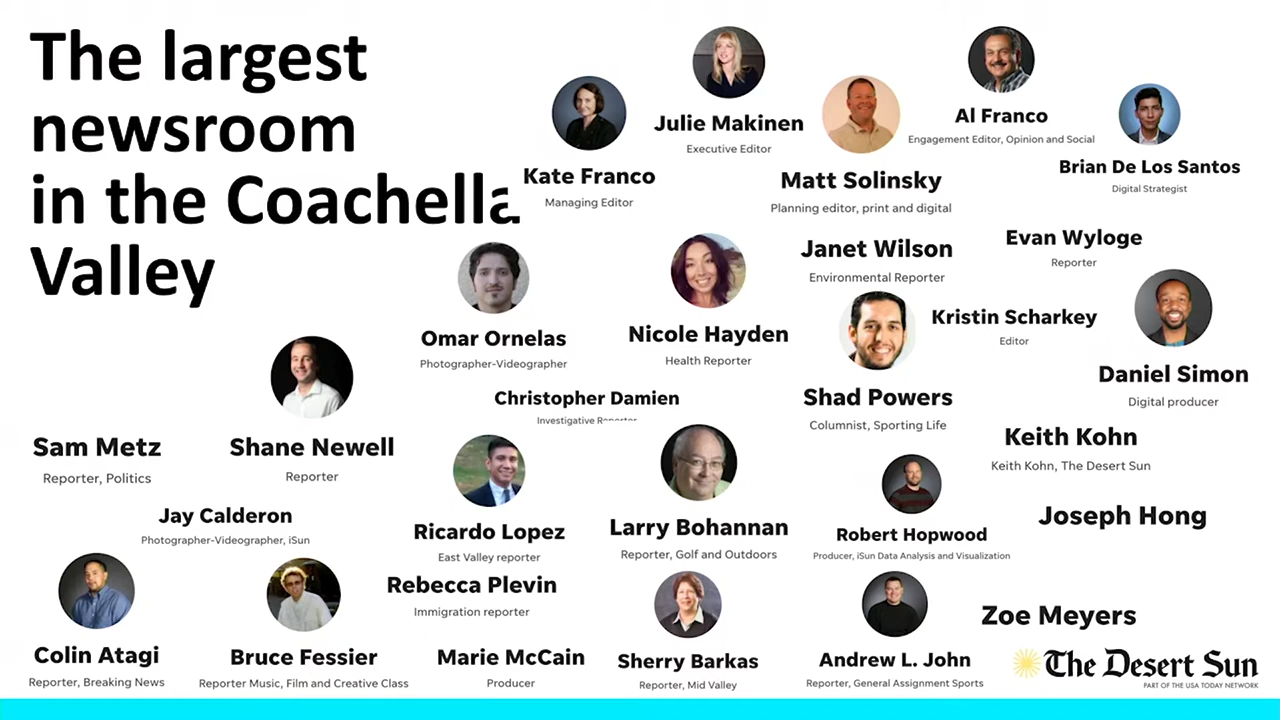 The largest
newsroom
in the Coachella
Valley
Julie Makinen
Executive Editor
Al Franco
Engagement Editor, Opinion and Social
Kate Franco
Managing Editor
Matt Solinsky
Planning editor, print and digital
Brian De Los Santos
Digital Strategist
Janet Wilson
Environmental Reporter
Evan Wyloge
Reporter
Omar Ornelas
Photographer-Videographer
Nicole Hayden
Health Reporter
Kristin Scharkey
Editor
Christopher Damien
Investigative Reporter
Shad Powers
Columnist, Sporting Life
Daniel Simon
Digital producer
Sam Metz
Reporter, Politics
Shane Newell
Reporter
Keith Kohn
Keith Kohn, The Desert Sun
Jay Calderon
Photographer-Videographer, iSun
Ricardo Lopez
East Valley reporter
Larry Bohannan
Reporter, Golf and Outdoors
Robert Hopwood
Producer, iSun Data Analysis and Visualization
Joseph Hong
Rebecca Plevin
Immigration reporter
Zoe Meyers
Colin Atagi
Reporter, Breaking News
Bruce Fessier
Reporter Music, Film and Creative Class
Marie McCain
Producer
Sherry Barkas
Reporter, Mid Valley
Andrew L. John
Reporter, General Assignment Sports
The Desert Sun
PART OF THE USA TODAY NETWORK